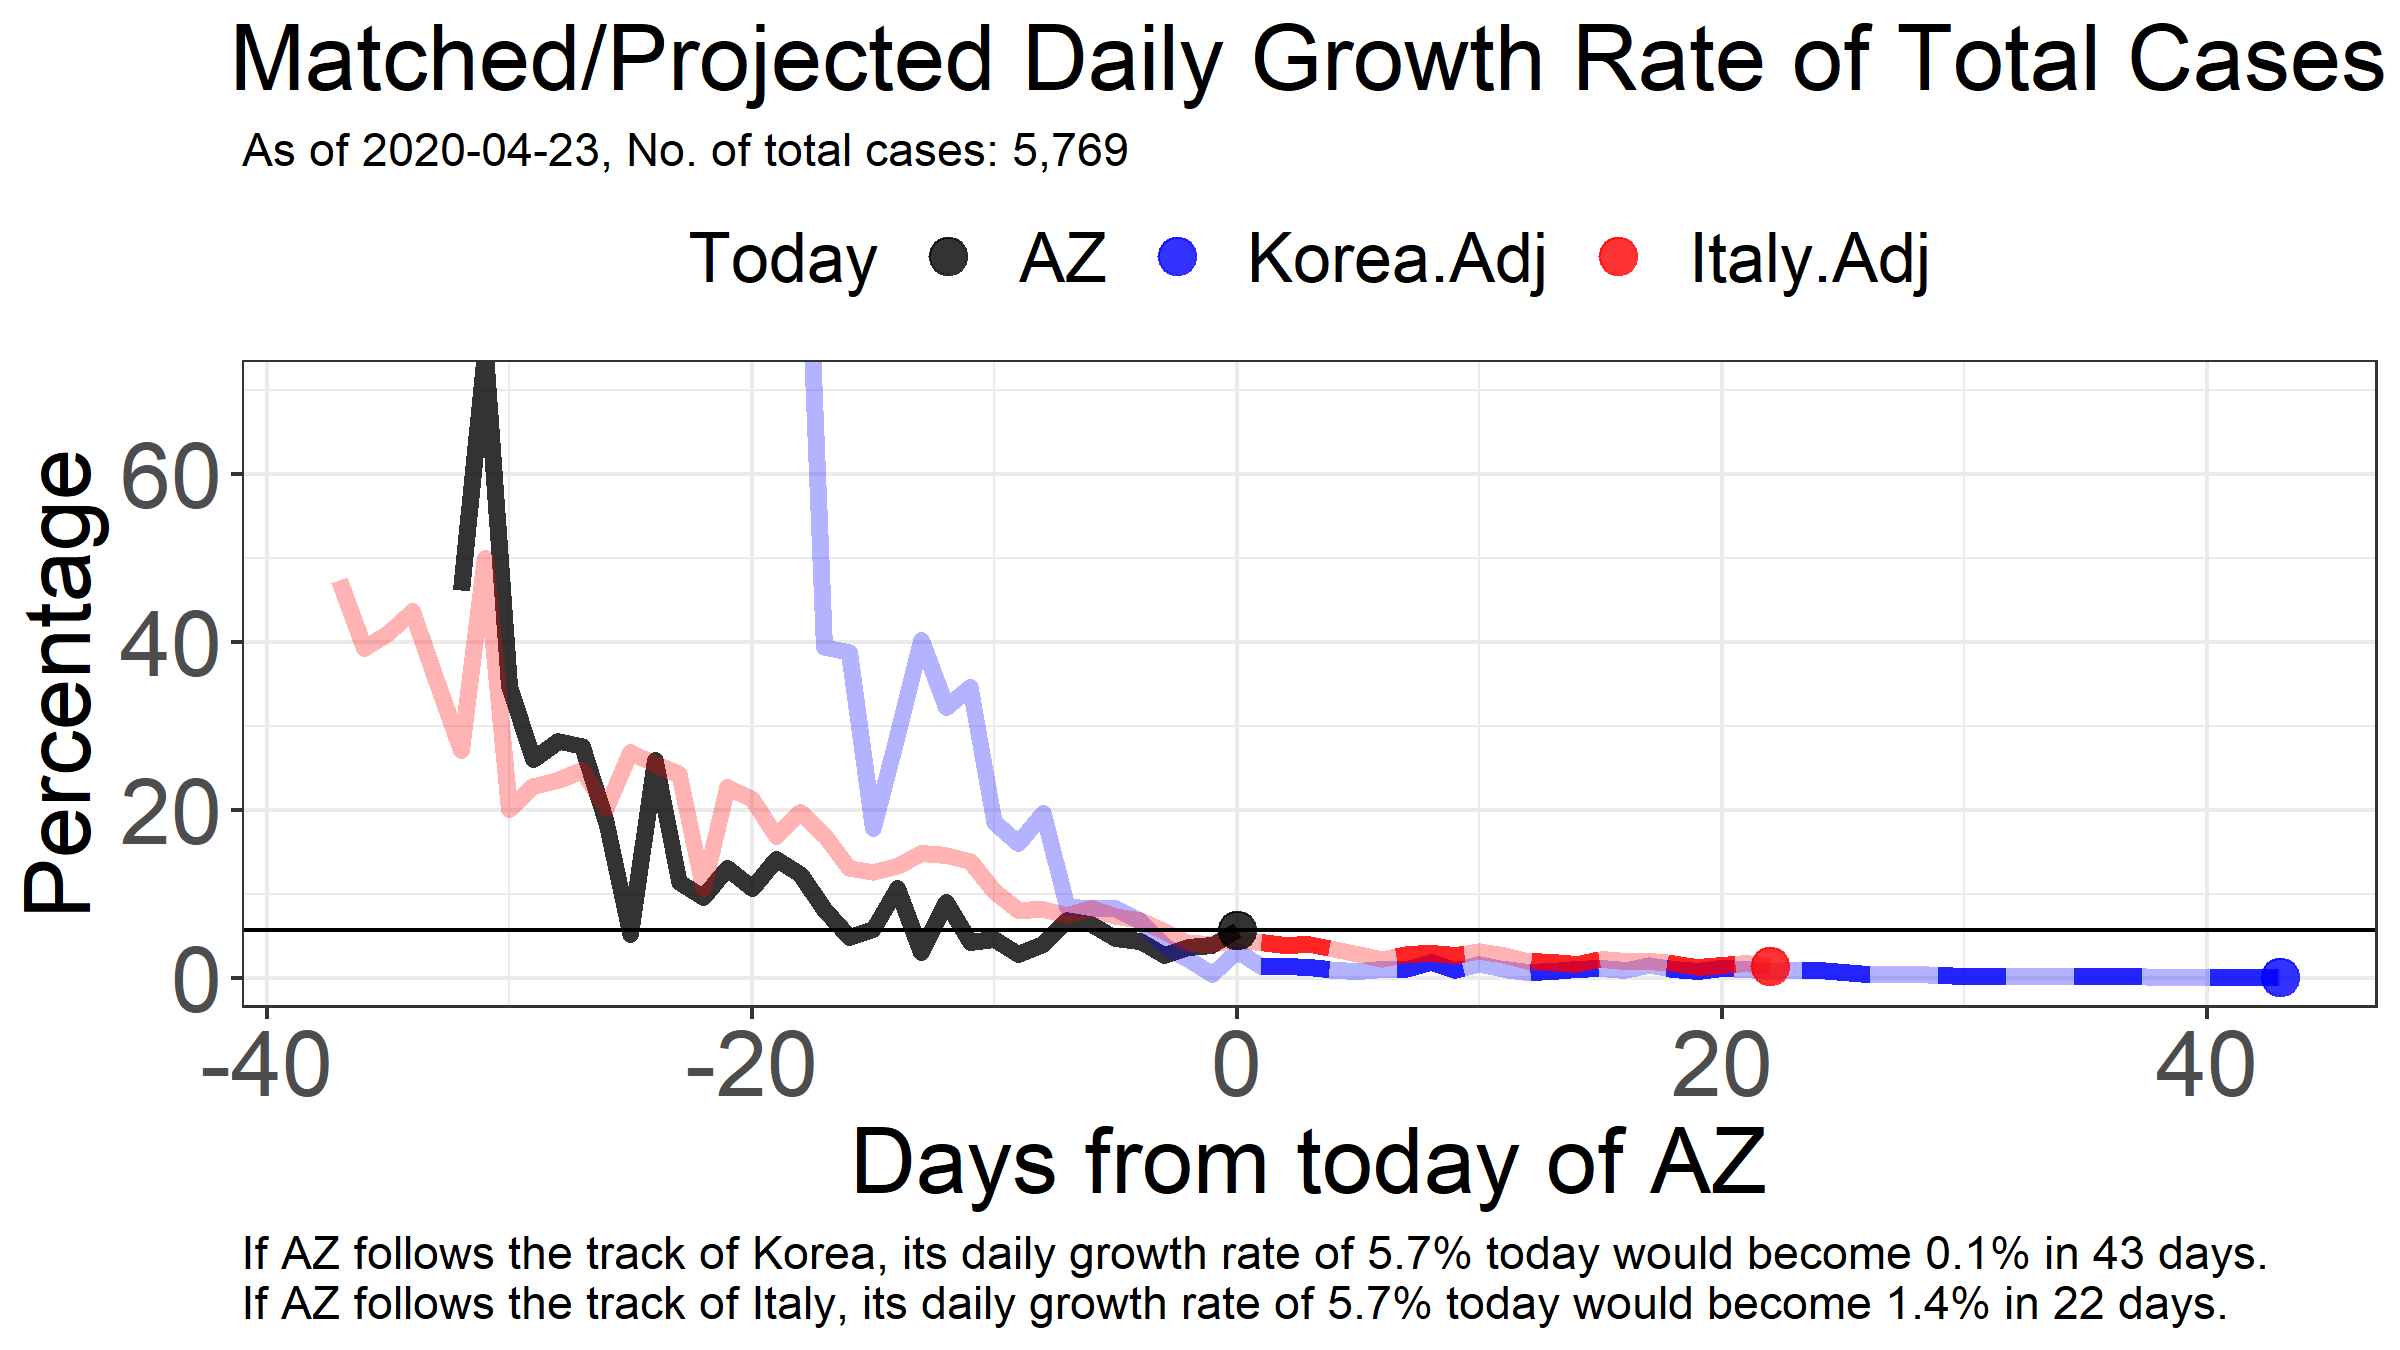 Matched/Projected Daily Growth Rate of Total Cases
As of 2020-04-23, No. of total cases: 5,769
Today AZ Korea.Adj Italy.Adj
Percentage
60
40
20
0
-40 -20 0 20 40
Days from today of AZ
If AZ follows the track of Korea, its daily growth rate of 5.7% today would become 0.1% in 43 days.
If AZ follows the track of Italy, its daily growth rate of 5.7% today would become 1.4% in 22 days.